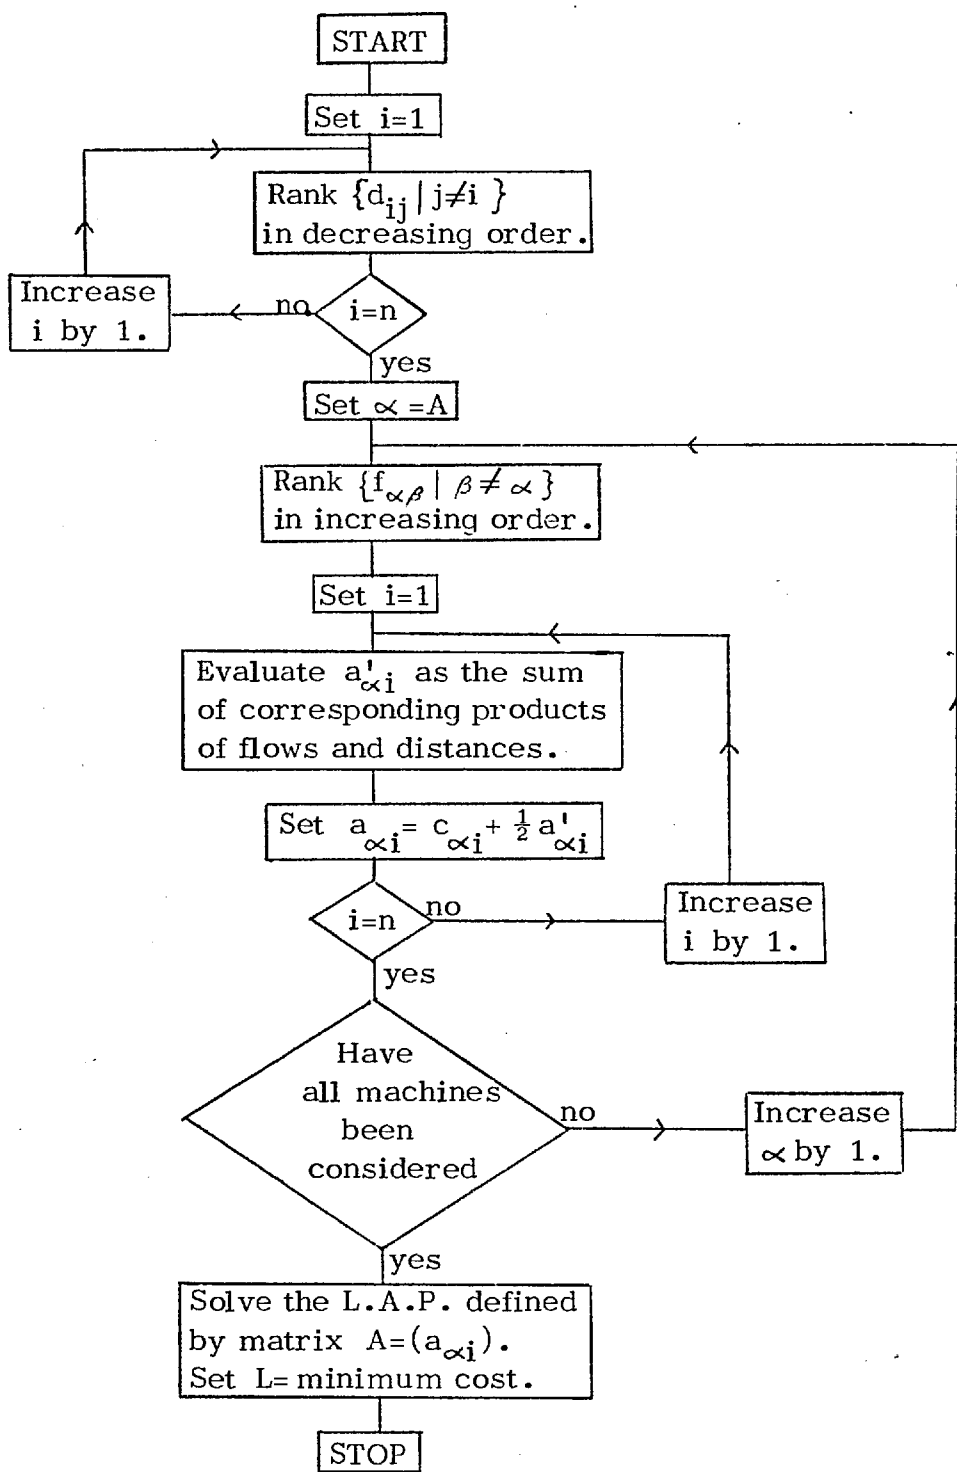 START
Set i=1
Rank {d_ij | j≠i }
in decreasing order.
Increase
i by 1.
no
i=n
yes
Set ∝ =A
Rank {f_∝β | β ≠ ∝ }
in increasing order.
Set i=1
Evaluate a'_∝i as the sum
of corresponding products
of flows and distances.
Set a_∝i = c_∝i + ½ a'_∝i
i=n
no
Increase
i by 1.
yes
Have
all machines
been
considered
no
Increase
∝ by 1.
yes
Solve the L.A.P. defined
by matrix A=(a_∝i).
Set L= minimum cost.
STOP